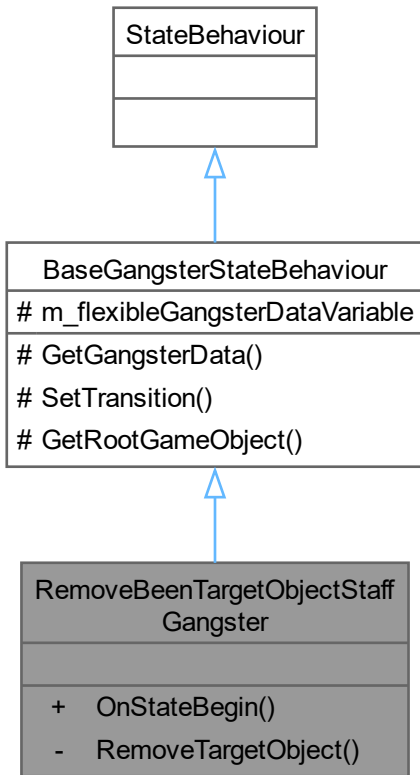 StateBehaviour
BaseGangsterStateBehaviour
# m_flexibleGangsterDataVariable
# GetGangsterData()
# SetTransition()
# GetRootGameObject()
RemoveBeenTargetObjectStaff
Gangster
+ OnStateBegin()
- RemoveTargetObject()